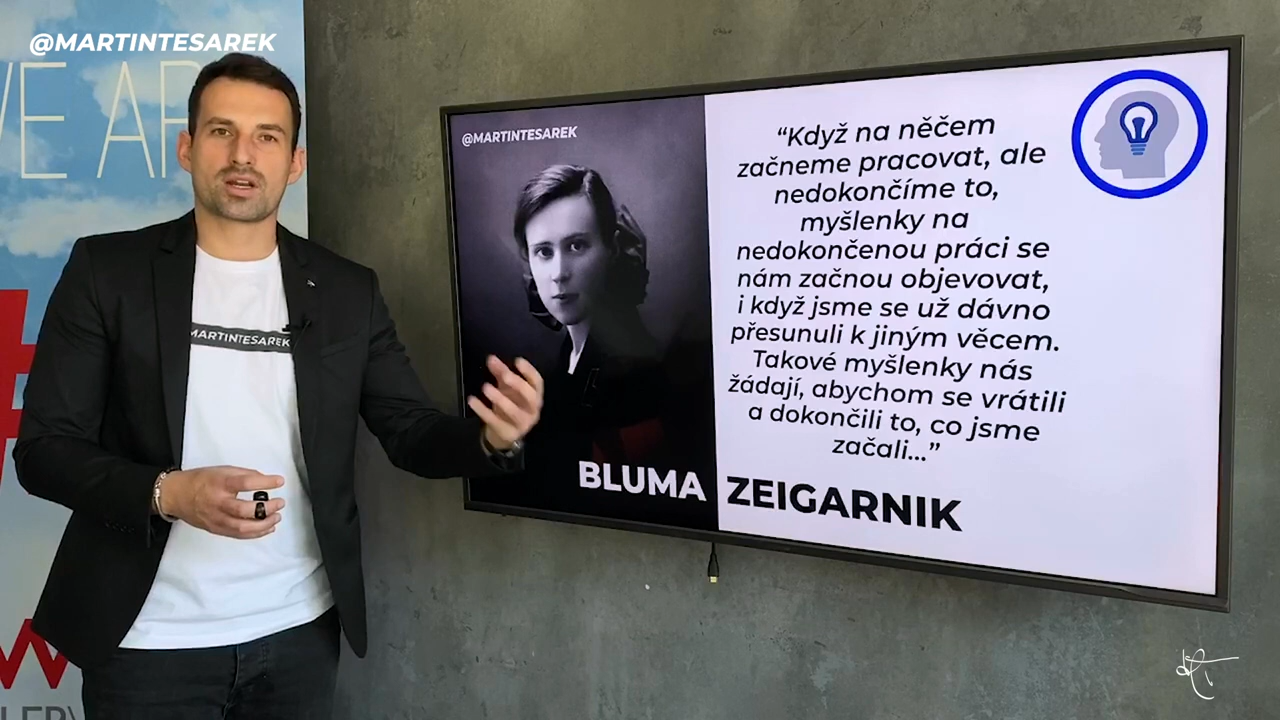 @MARTINTESAREK
WE AR
MARTINTESAREK
@MARTINTESAREK
“Když na něčem
začneme pracovat, ale
nedokončíme to,
myšlenky na
nedokončenou práci se
nám začnou objevovat,
i když jsme se už dávno
přesunuli k jiným věcem.
Takové myšlenky nás
žádají, abychom se vrátili
a dokončili to, co jsme
začali...”
BLUMA ZEIGARNIK